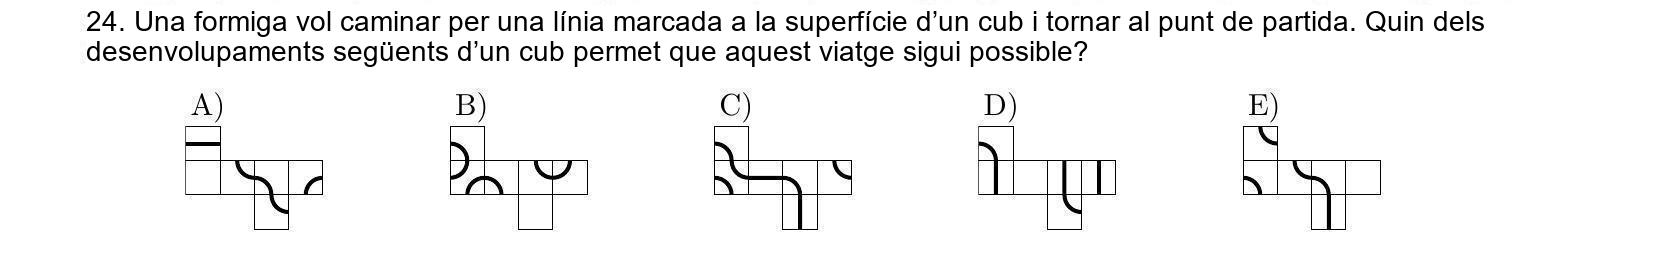 24. Una formiga vol caminar per una línia marcada a la superfície d’un cub i tornar al punt de partida. Quin dels
desenvolupaments següents d’un cub permet que aquest viatge sigui possible?
A) B) C) D) E)